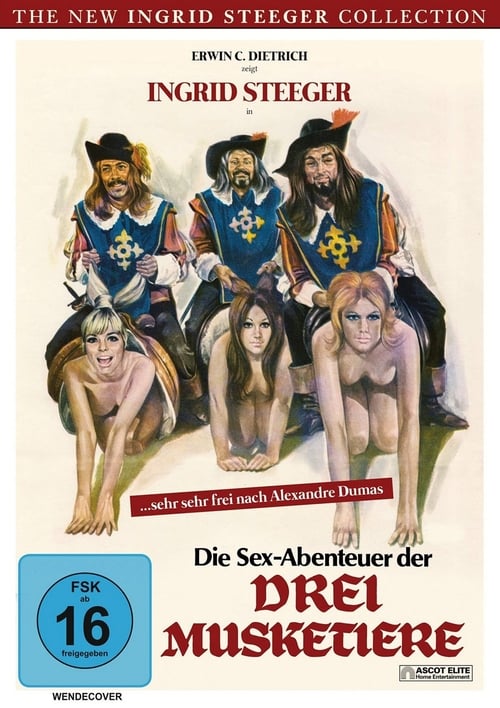 THE NEW INGRID STEEGER COLLECTION
ERWIN C. DIETRICH
zeigt
INGRID STEEGER
in
...sehr sehr frei nach Alexandre Dumas
Die Sex-Abenteuer der
DREI
MUSKETIERE
FSK
ab
16
freigegeben
WENDECOVER
ASCOT ELITE
Home Entertainment